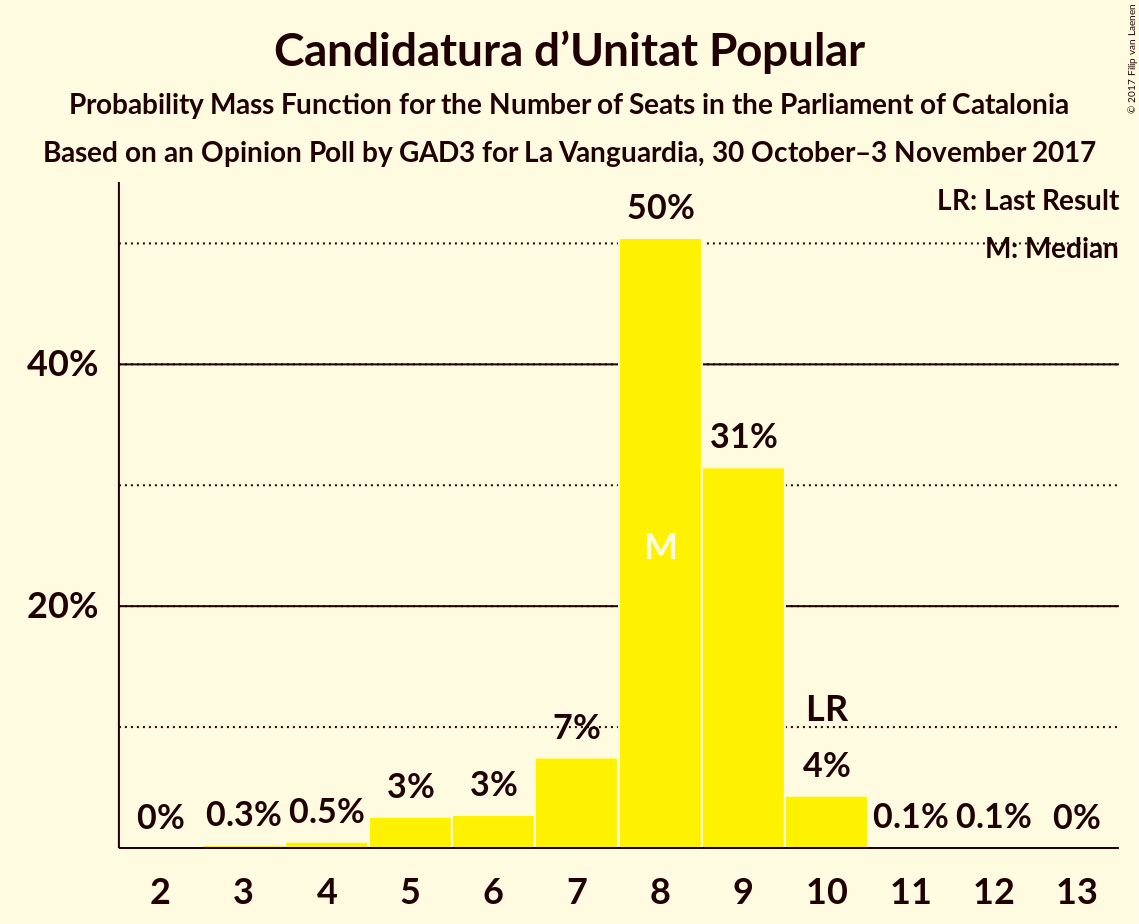 Candidatura d’Unitat Popular
Probability Mass Function for the Number of Seats in the Parliament of Catalonia
Based on an Opinion Poll by GAD3 for La Vanguardia, 30 October–3 November 2017
© 2017 Filip van Laenen
LR: Last Result
M: Median
40%
20%
0%
0.3%
0.5%
3%
3%
7%
50%
M
31%
LR
4%
0.1%
0.1%
0%
2 3 4 5 6 7 8 9 10 11 12 13